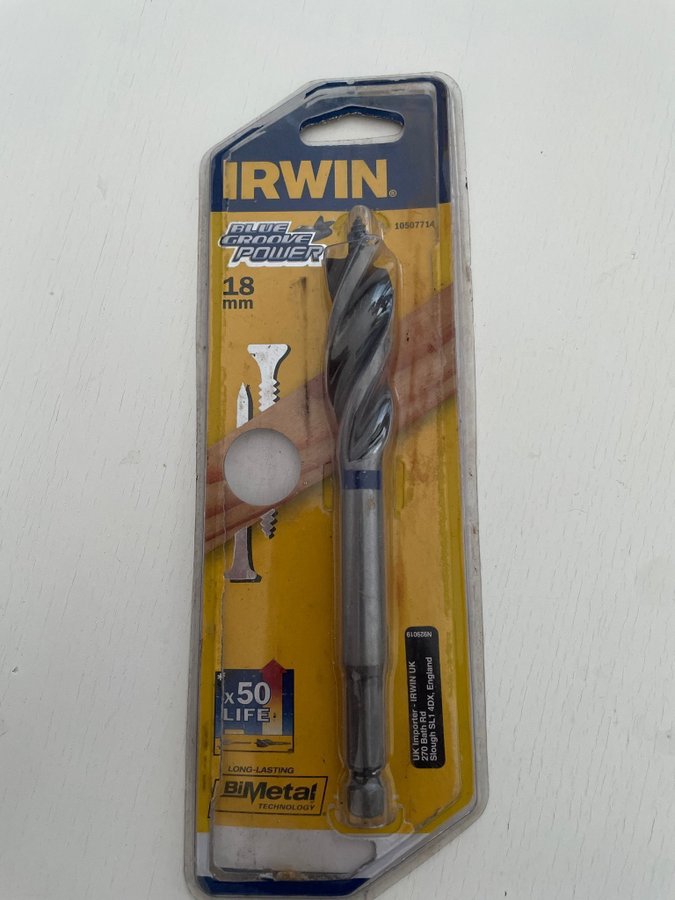 IRWIN®
10507714
BLUE
GROOVE
POWER
18
mm
x50
LIFE
LONG-LASTING
BiMetal
TECHNOLOGY
N929019
UK Importer - IRWIN UK
270 Bath Rd
Slough SL1 4DX, England